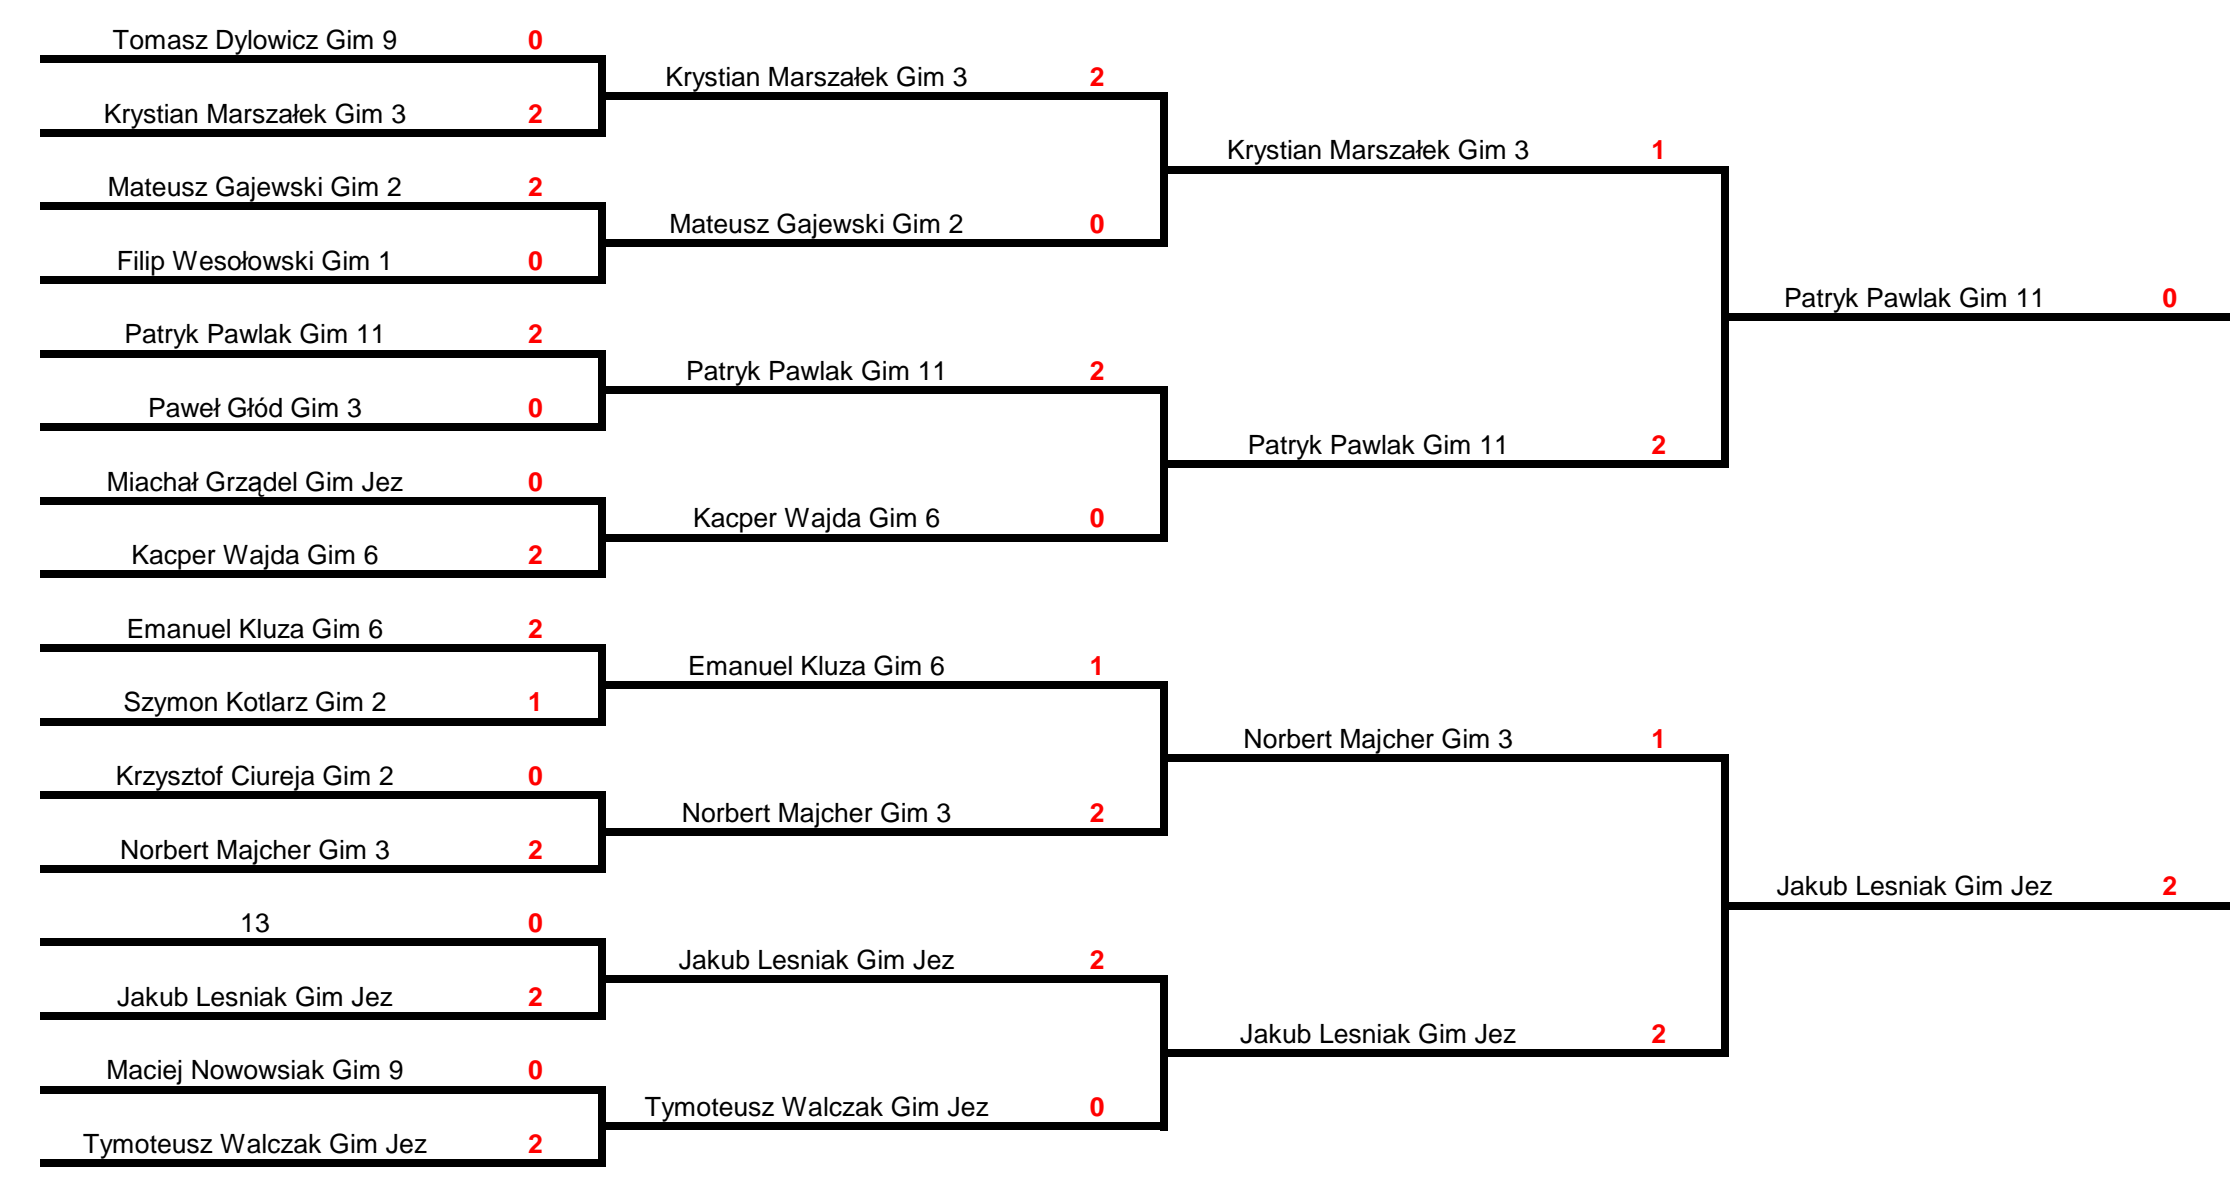 Tomasz Dylowicz Gim 9 0
Krystian Marszałek Gim 3 2
Mateusz Gajewski Gim 2 2
Filip Wesołowski Gim 1 0
Patryk Pawlak Gim 11 2
Paweł Głód Gim 3 0
Miachał Grządel Gim Jez 0
Kacper Wajda Gim 6 2
Emanuel Kluza Gim 6 2
Szymon Kotlarz Gim 2 1
Krzysztof Ciureja Gim 2 0
Norbert Majcher Gim 3 2
13 0
Jakub Lesniak Gim Jez 2
Maciej Nowowsiak Gim 9 0
Tymoteusz Walczak Gim Jez 2
Krystian Marszałek Gim 3 2
Mateusz Gajewski Gim 2 0
Patryk Pawlak Gim 11 2
Kacper Wajda Gim 6 0
Emanuel Kluza Gim 6 1
Norbert Majcher Gim 3 2
Jakub Lesniak Gim Jez 2
Tymoteusz Walczak Gim Jez 0
Krystian Marszałek Gim 3 1
Patryk Pawlak Gim 11 2
Norbert Majcher Gim 3 1
Jakub Lesniak Gim Jez 2
Patryk Pawlak Gim 11 0
Jakub Lesniak Gim Jez 2